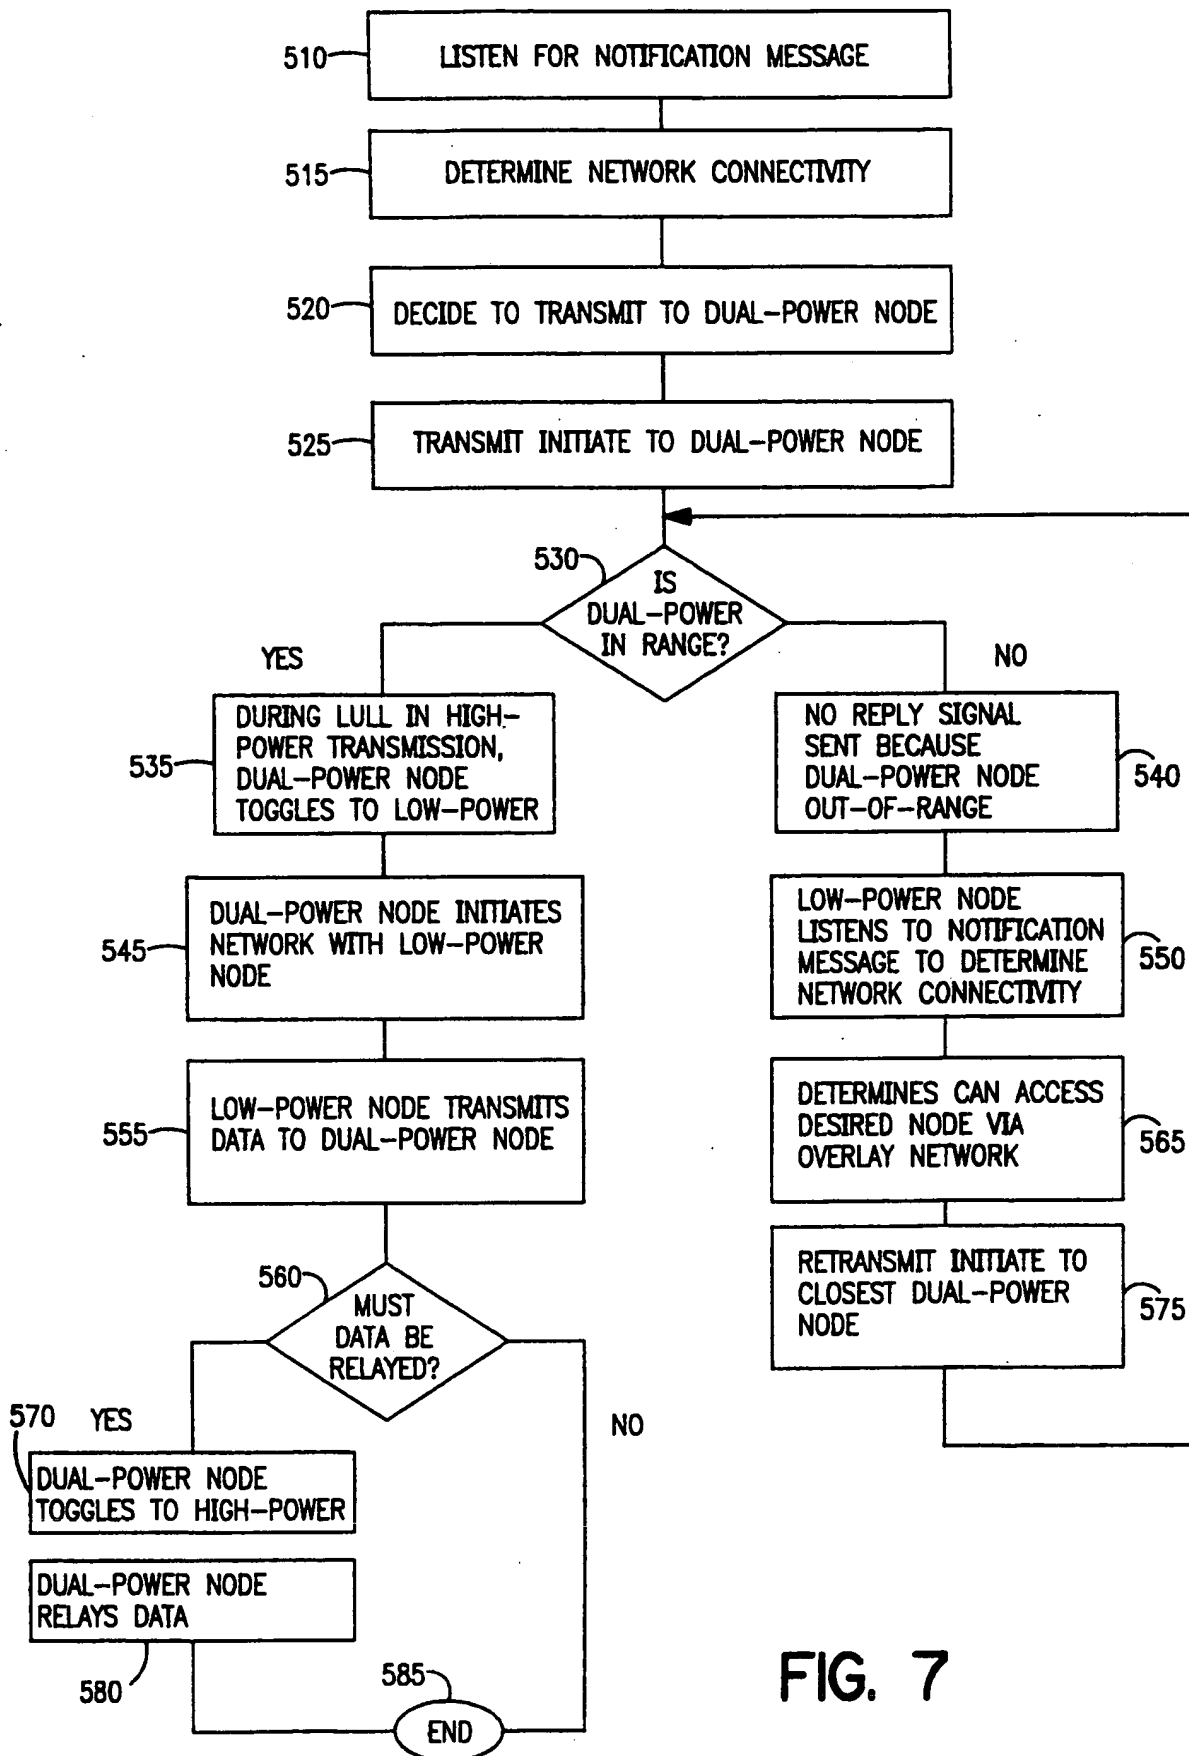 510
LISTEN FOR NOTIFICATION MESSAGE
515
DETERMINE NETWORK CONNECTIVITY
520
DECIDE TO TRANSMIT TO DUAL-POWER NODE
525
TRANSMIT INITIATE TO DUAL-POWER NODE
530
IS
DUAL-POWER
IN RANGE?
YES
NO
535
DURING LULL IN HIGH-
POWER TRANSMISSION,
DUAL-POWER NODE
TOGGLES TO LOW-POWER
NO REPLY SIGNAL
SENT BECAUSE
DUAL-POWER NODE
OUT-OF-RANGE
540
545
DUAL-POWER NODE INITIATES
NETWORK WITH LOW-POWER
NODE
LOW-POWER NODE
LISTENS TO NOTIFICATION
MESSAGE TO DETERMINE
NETWORK CONNECTIVITY
550
555
LOW-POWER NODE TRANSMITS
DATA TO DUAL-POWER NODE
DETERMINES CAN ACCESS
DESIRED NODE VIA
OVERLAY NETWORK
565
560
MUST
DATA BE
RELAYED?
RETRANSMIT INITIATE TO
CLOSEST DUAL-POWER
NODE
575
570
YES
NO
DUAL-POWER NODE
TOGGLES TO HIGH-POWER
DUAL-POWER NODE
RELAYS DATA
580
585
END
FIG. 7